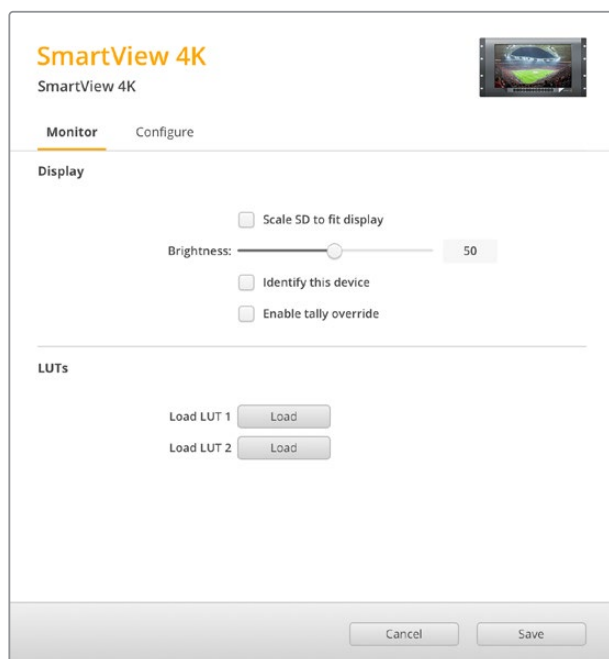 SmartView 4K
SmartView 4K
Monitor Configure
Display
Scale SD to fit display
Brightness: 50
Identify this device
Enable tally override
LUTs
Load LUT 1 Load
Load LUT 2 Load
Cancel Save